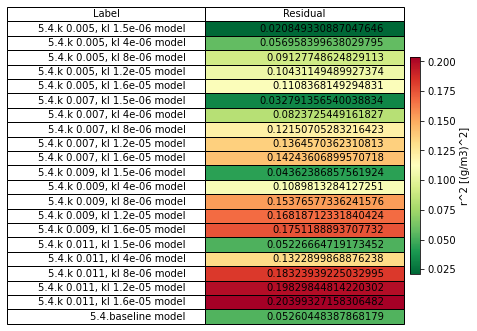 Label Residual
5.4.k 0.005, kl 1.5e-06 model 0.020849330887047646
5.4.k 0.005, kl 4e-06 model 0.056958399638029795
5.4.k 0.005, kl 8e-06 model 0.09127748624829113
5.4.k 0.005, kl 1.2e-05 model 0.10431149489927374
5.4.k 0.005, kl 1.6e-05 model 0.1108368149294831
5.4.k 0.007, kl 1.5e-06 model 0.032791356540038834
5.4.k 0.007, kl 4e-06 model 0.0823725449161827
5.4.k 0.007, kl 8e-06 model 0.12150705283216423
5.4.k 0.007, kl 1.2e-05 model 0.1364570362310813
5.4.k 0.007, kl 1.6e-05 model 0.14243606899570718
5.4.k 0.009, kl 1.5e-06 model 0.04362386857561924
5.4.k 0.009, kl 4e-06 model 0.1089813284127251
5.4.k 0.009, kl 8e-06 model 0.15376577336241576
5.4.k 0.009, kl 1.2e-05 model 0.16818712331840424
5.4.k 0.009, kl 1.6e-05 model 0.1751188893707732
5.4.k 0.011, kl 1.5e-06 model 0.05226664719173452
5.4.k 0.011, kl 4e-06 model 0.1322899868876238
5.4.k 0.011, kl 8e-06 model 0.18323939225032995
5.4.k 0.011, kl 1.2e-05 model 0.19829844814220302
5.4.k 0.011, kl 1.6e-05 model 0.20399327158306482
5.4.baseline model 0.05260448387868179
0.200
0.175
0.150
0.125
0.100
0.075
0.050
0.025
r^2 [(g/m3)^2]